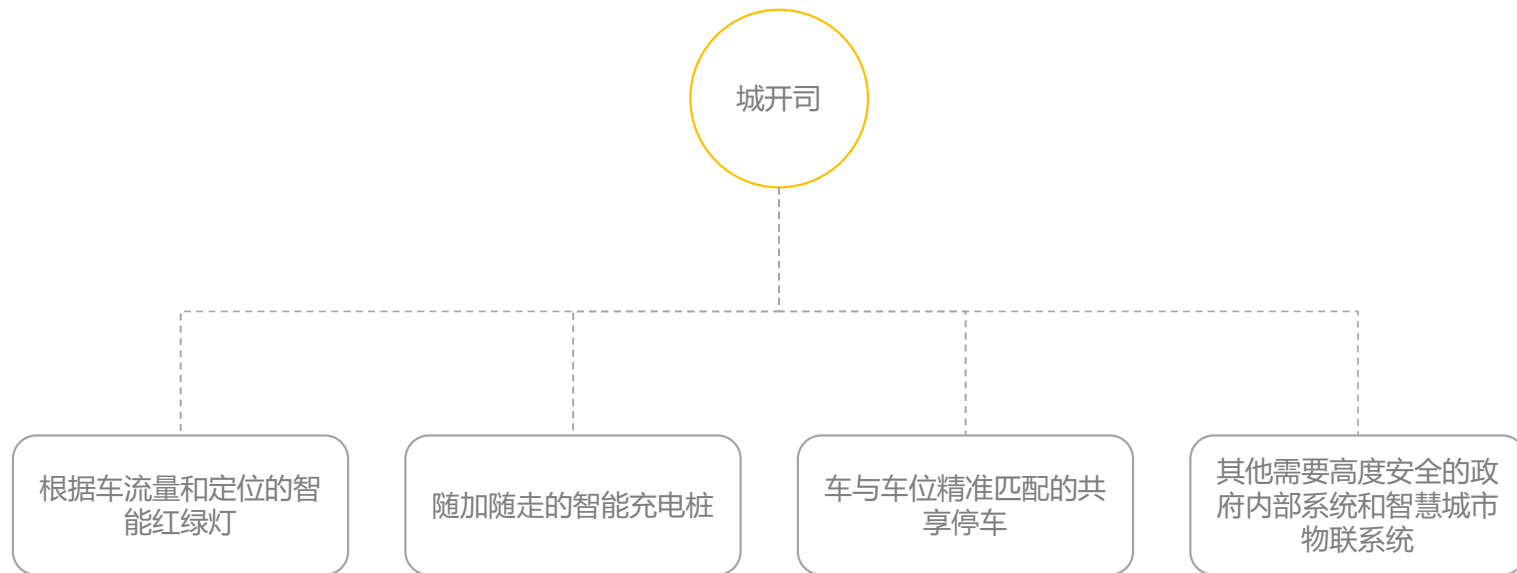 城开司
根据车流量和定位的智
能红绿灯
随加随走的智能充电桩
车与车位精准匹配的共
享停车
其他需要高度安全的政
府内部系统和智慧城市
物联系统